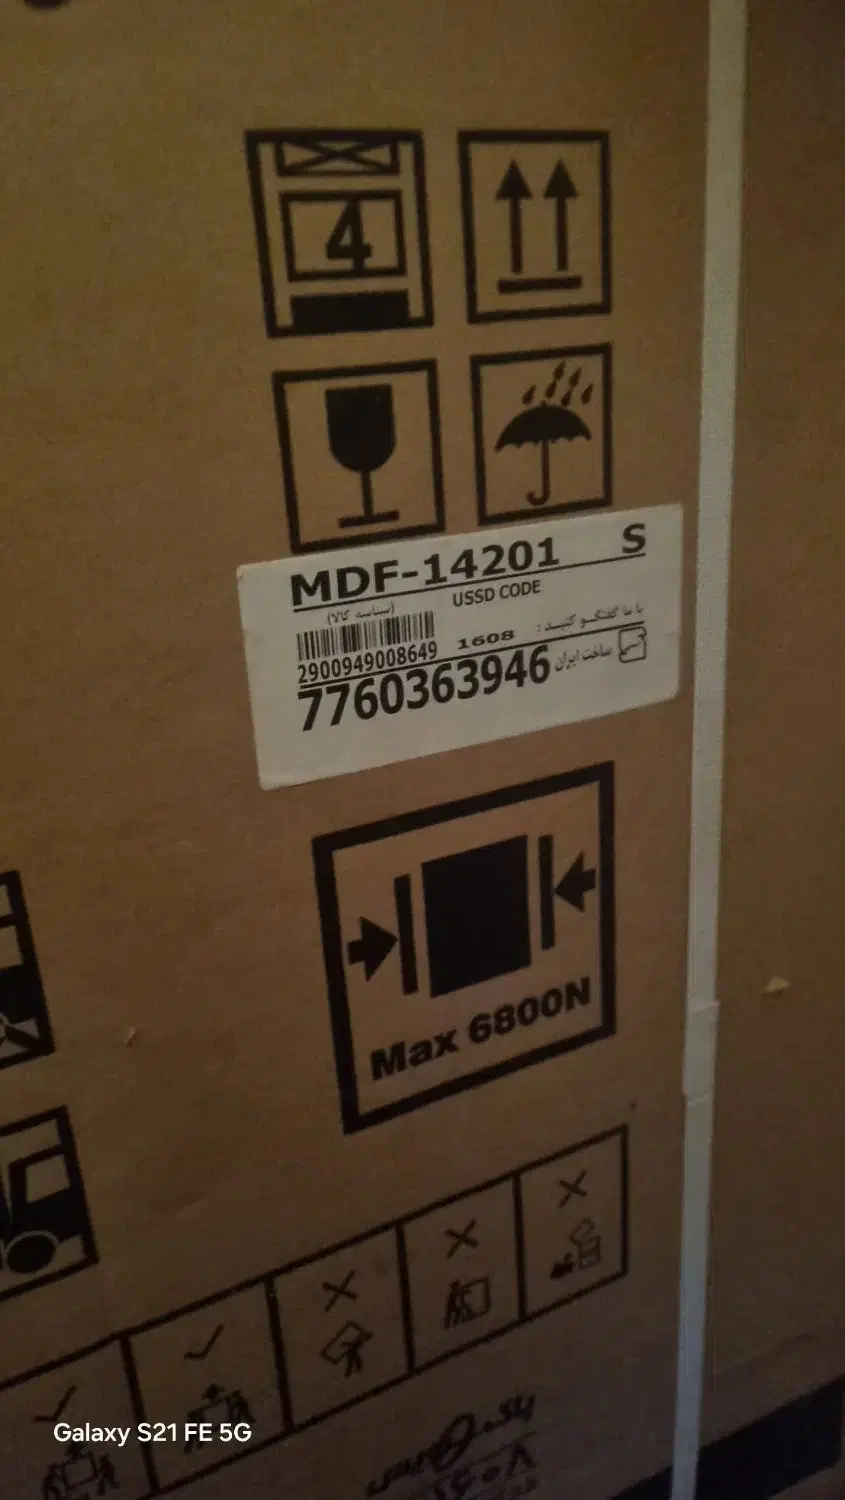 4
MDF-14201 S
USSD CODE
(شناسه کالا)
با ما گفتگو کنید : 1608
2900949008649
ساخت ایران
7760363946
Max 6800N
Galaxy S21 FE 5G